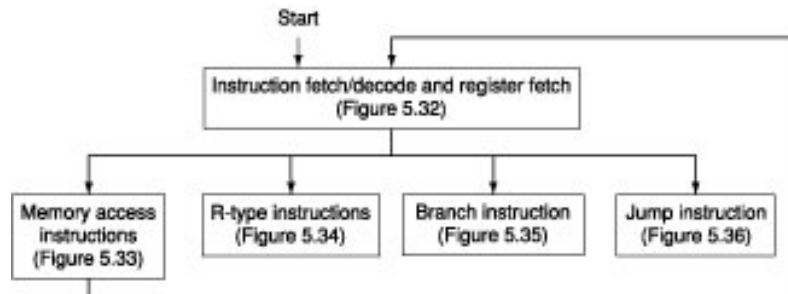 Start
Instruction fetch/decode and register fetch
(Figure 5.32)
Memory access
instructions
(Figure 5.33)
R-type instructions
(Figure 5.34)
Branch instruction
(Figure 5.35)
Jump instruction
(Figure 5.36)